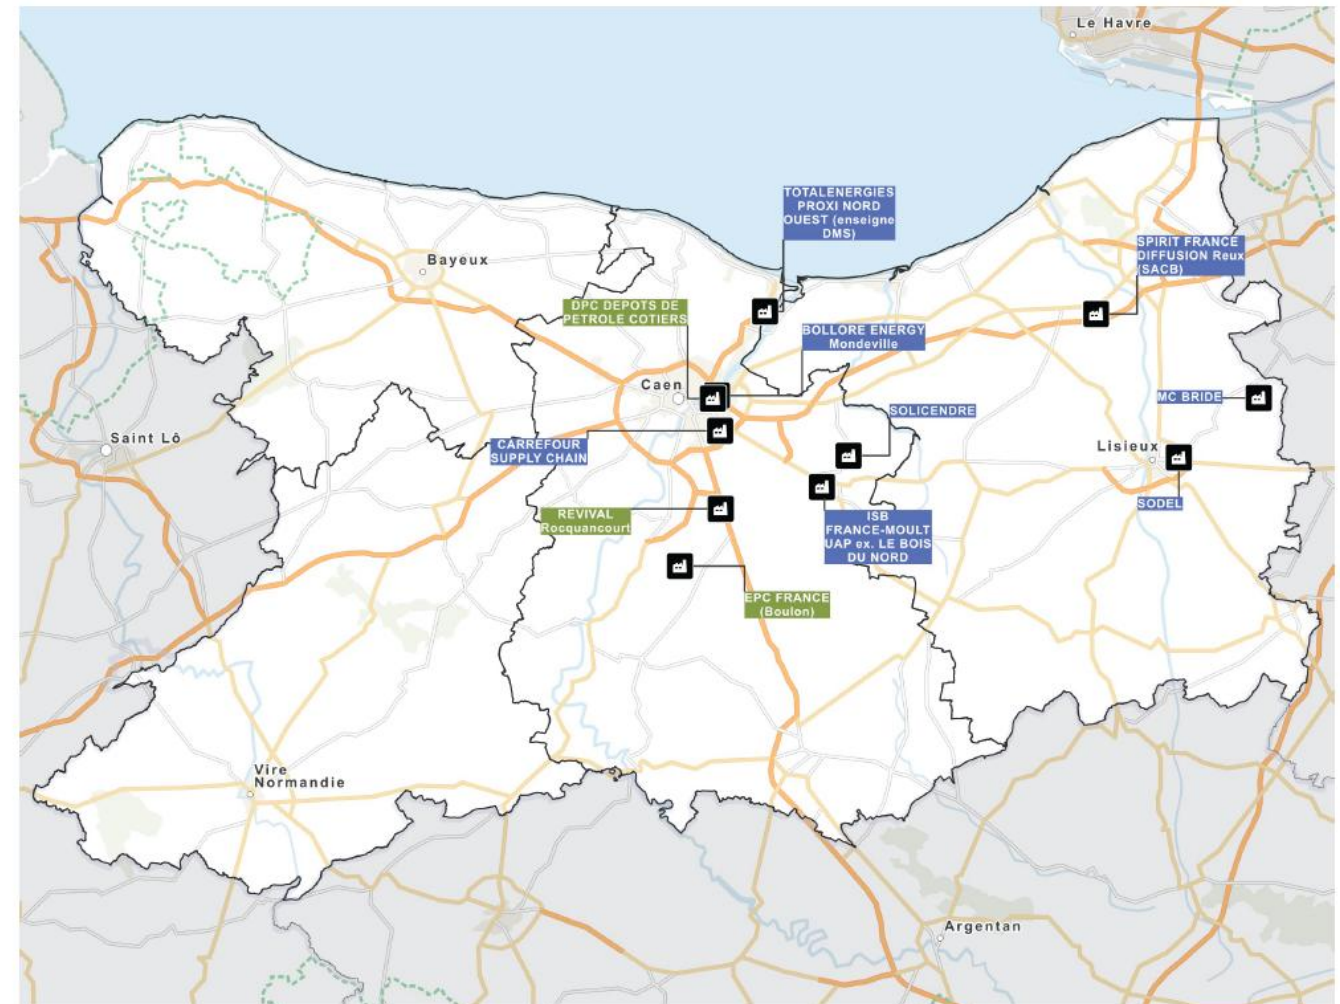 Le Havre
TOTALENERGIES
PROXI NORD
OUEST (enseigne
DMS)
SPIRIT FRANCE
DIFFUSION Reux
(SACB)
Bayeux
DPC DEPOTS DE
PETROLE COTIERS
BOLLORE ENERGY
Mondeville
Caen
MC BRIDE
SOLICENDRE
Saint Lô
CARREFOUR
SUPPLY CHAIN
Lisieux
SODEL
REVIVAL
Rocquancourt
ISB
FRANCE-MOULT
UAP ex. LE BOIS
DU NORD
EPC FRANCE
(Boulon)
Vire
Normandie
Argentan